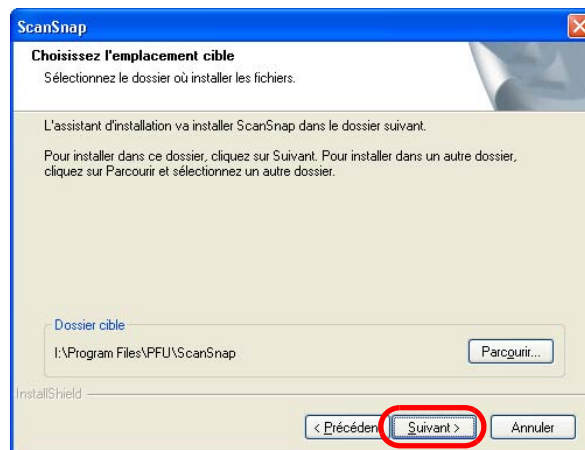 ScanSnap
Choisissez l'emplacement cible
Sélectionnez le dossier où installer les fichiers.
L'assistant d'installation va installer ScanSnap dans le dossier suivant.
Pour installer dans ce dossier, cliquez sur Suivant. Pour installer dans un autre dossier,
cliquez sur Parcourir et sélectionnez un autre dossier.
Dossier cible
I:\Program Files\PFU\ScanSnap
Parcourir...
InstallShield
< Précéden
Suivant >
Annuler